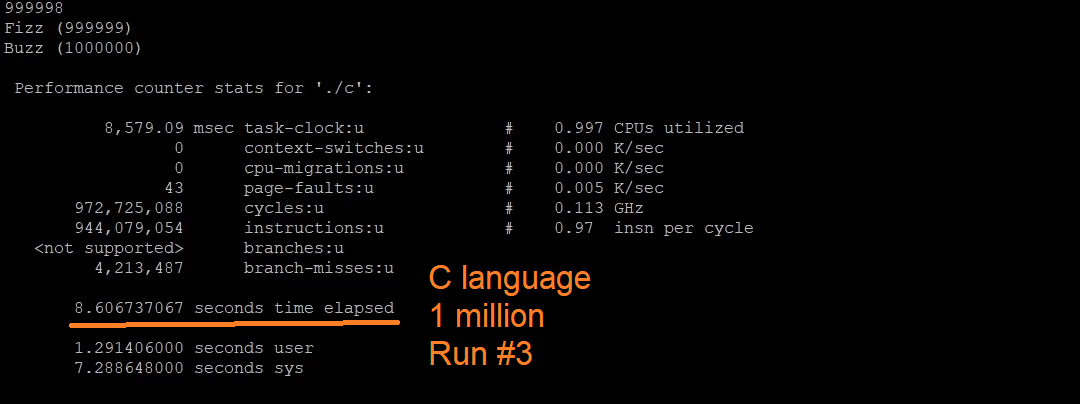 999998
Fizz (999999)
Buzz (1000000)
Performance counter stats for './c':
8,579.09 msec task-clock:u # 0.997 CPUs utilized
0 context-switches:u # 0.000 K/sec
0 cpu-migrations:u # 0.000 K/sec
43 page-faults:u # 0.005 K/sec
972,725,088 cycles:u # 0.113 GHz
944,079,054 instructions:u # 0.97 insn per cycle
<not supported> branches:u
4,213,487 branch-misses:u
8.606737067 seconds time elapsed
1.291406000 seconds user
7.288648000 seconds sys
C language
1 million
Run #3